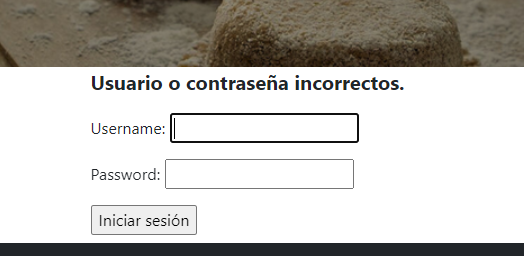 Usuario o contraseña incorrectos.
Username:
Password:
Iniciar sesión